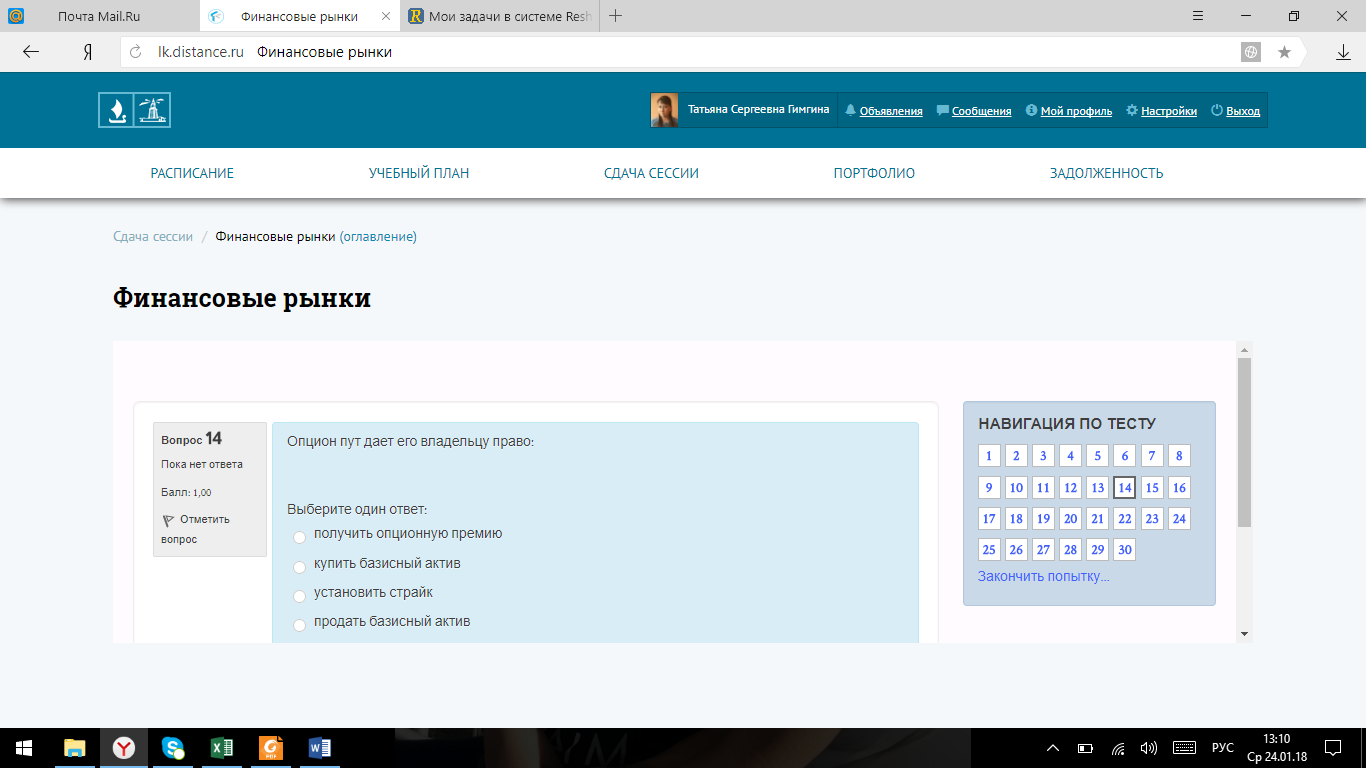 Почта Mail.Ru
Финансовые рынки
Мои задачи в системе Resh
Я
lk.distance.ru Финансовые рынки
Татьяна Сергеевна Гимгина
Объявления
Сообщения
Мой профиль
Настройки
Выход
РАСПИСАНИЕ
УЧЕБНЫЙ ПЛАН
СДАЧА СЕССИИ
ПОРТФОЛИО
ЗАДОЛЖЕННОСТЬ
Сдача сессии / Финансовые рынки (оглавление)
Финансовые рынки
Вопрос 14
Пока нет ответа
Балл: 1,00
Отметить
вопрос
Опцион пут дает его владельцу право:
Выберите один ответ:
получить опционную премию
купить базисный актив
установить страйк
продать базисный актив
НАВИГАЦИЯ ПО ТЕСТУ
1 2 3 4 5 6 7 8
9 10 11 12 13 14 15 16
17 18 19 20 21 22 23 24
25 26 27 28 29 30
Закончить попытку...
РУС
13:10
Ср 24.01.18